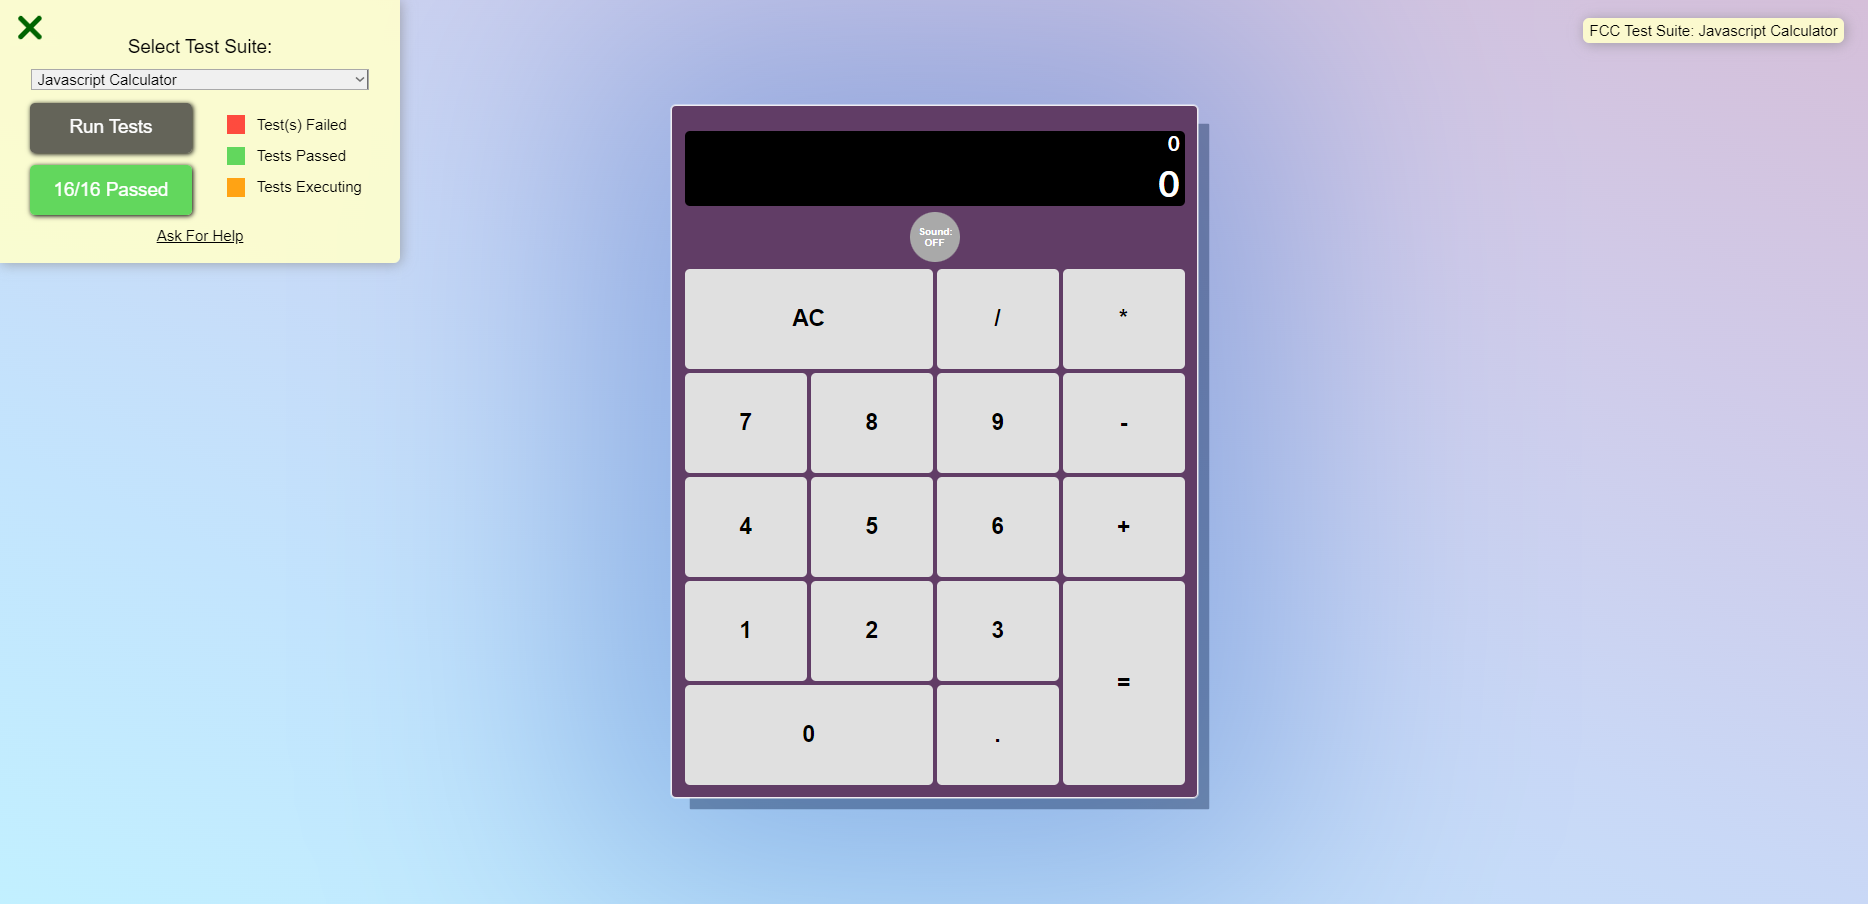 Select Test Suite:
Javascript Calculator
Run Tests
16/16 Passed
Test(s) Failed
Tests Passed
Tests Executing
Ask For Help
FCC Test Suite: Javascript Calculator
0
0
Sound:
OFF
AC / *
7 8 9 -
4 5 6 +
1 2 3
=
0 .